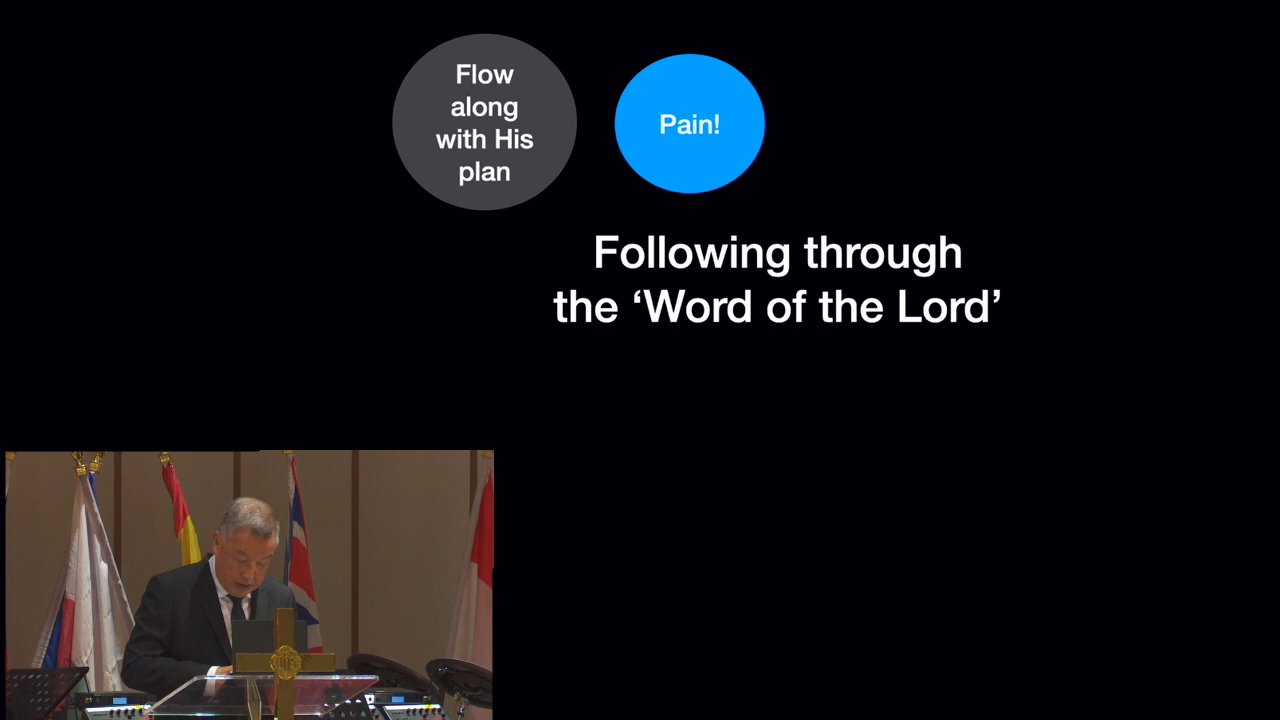 Flow
along
with His
plan
Pain!
Following through
the ‘Word of the Lord’